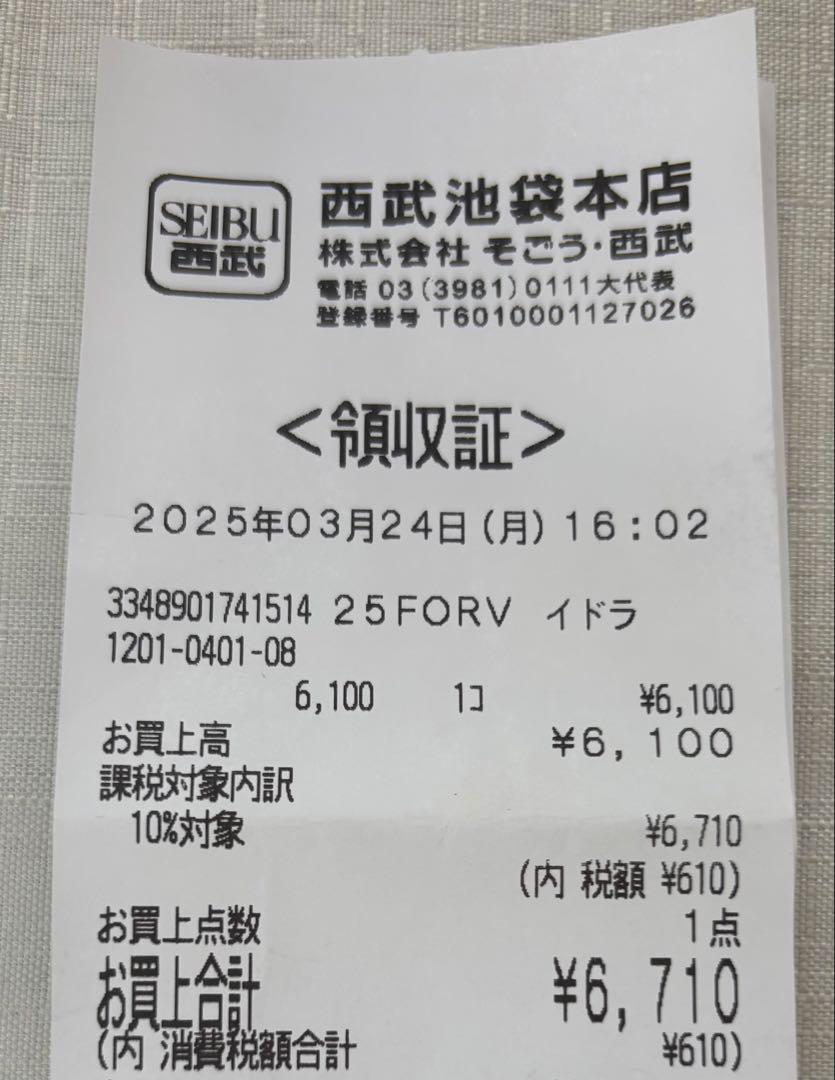 SEIBU
西武
西武池袋本店
株式会社 そごう・西武
電話 03(3981)0111大代表
登録番号 T6010001127026
<領収証>
2025年03月24日(月)16:02
3348901741514 25FORV イドラ
1201-0401-08
6,100 1コ ¥6,100
お買上高 ¥6,100
課税対象内訳
10%対象 ¥6,710
(内 税額 ¥610)
お買上点数 1点
お買上合計 ¥6,710
(内 消費税額合計 ¥610)